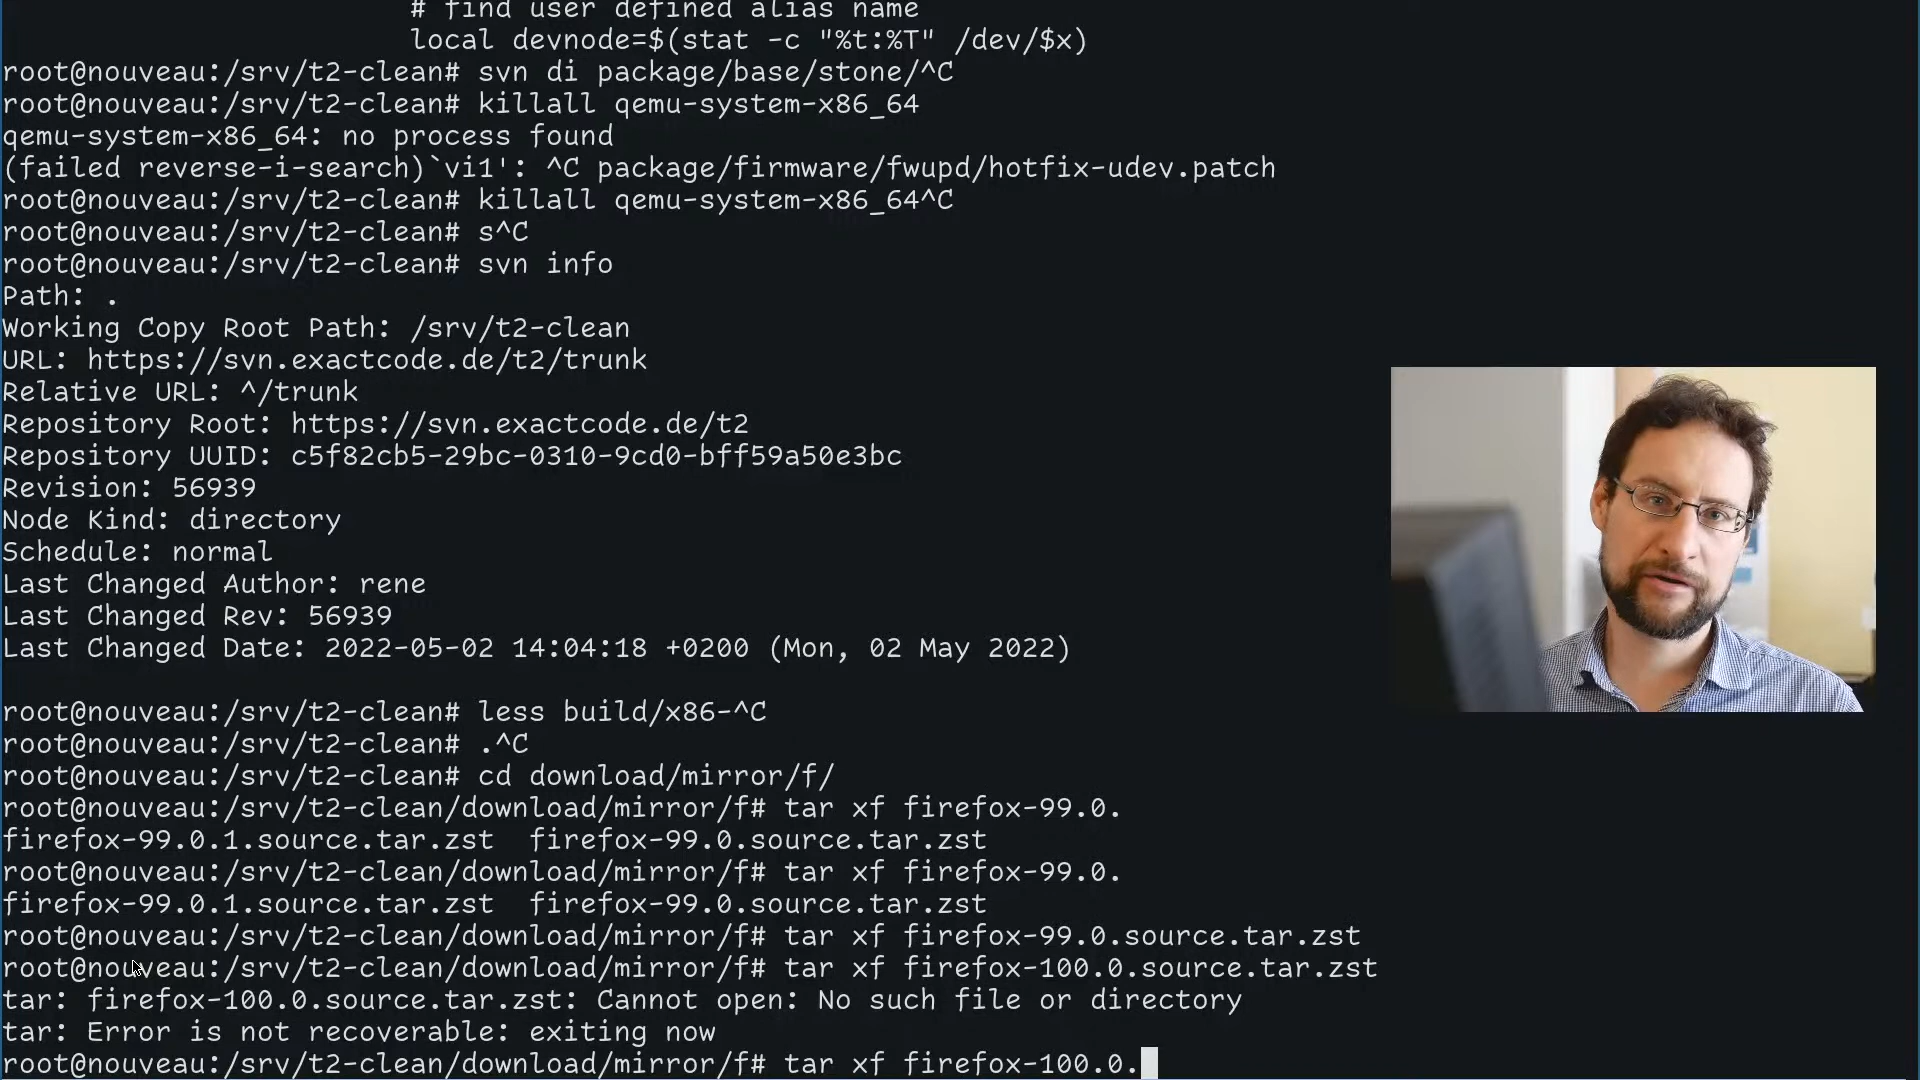 # find user defined alias name
local devnode=$(stat -c "%t:%T" /dev/$x)
root@nouveau:/srv/t2-clean# svn di package/base/stone/^C
root@nouveau:/srv/t2-clean# killall qemu-system-x86_64
qemu-system-x86_64: no process found
(failed reverse-i-search)`vi1': ^C package/firmware/fwupd/hotfix-udev.patch
root@nouveau:/srv/t2-clean# killall qemu-system-x86_64^C
root@nouveau:/srv/t2-clean# s^C
root@nouveau:/srv/t2-clean# svn info
Path: .
Working Copy Root Path: /srv/t2-clean
URL: https://svn.exactcode.de/t2/trunk
Relative URL: ^/trunk
Repository Root: https://svn.exactcode.de/t2
Repository UUID: c5f82cb5-29bc-0310-9cd0-bff59a50e3bc
Revision: 56939
Node Kind: directory
Schedule: normal
Last Changed Author: rene
Last Changed Rev: 56939
Last Changed Date: 2022-05-02 14:04:18 +0200 (Mon, 02 May 2022)
root@nouveau:/srv/t2-clean# less build/x86-^C
root@nouveau:/srv/t2-clean# .^C
root@nouveau:/srv/t2-clean# cd download/mirror/f/
root@nouveau:/srv/t2-clean/download/mirror/f# tar xf firefox-99.0.
firefox-99.0.1.source.tar.zst  firefox-99.0.source.tar.zst
root@nouveau:/srv/t2-clean/download/mirror/f# tar xf firefox-99.0.
firefox-99.0.1.source.tar.zst  firefox-99.0.source.tar.zst
root@nouveau:/srv/t2-clean/download/mirror/f# tar xf firefox-99.0.source.tar.zst
root@nouveau:/srv/t2-clean/download/mirror/f# tar xf firefox-100.0.source.tar.zst
tar: firefox-100.0.source.tar.zst: Cannot open: No such file or directory
tar: Error is not recoverable: exiting now
root@nouveau:/srv/t2-clean/download/mirror/f# tar xf firefox-100.0.